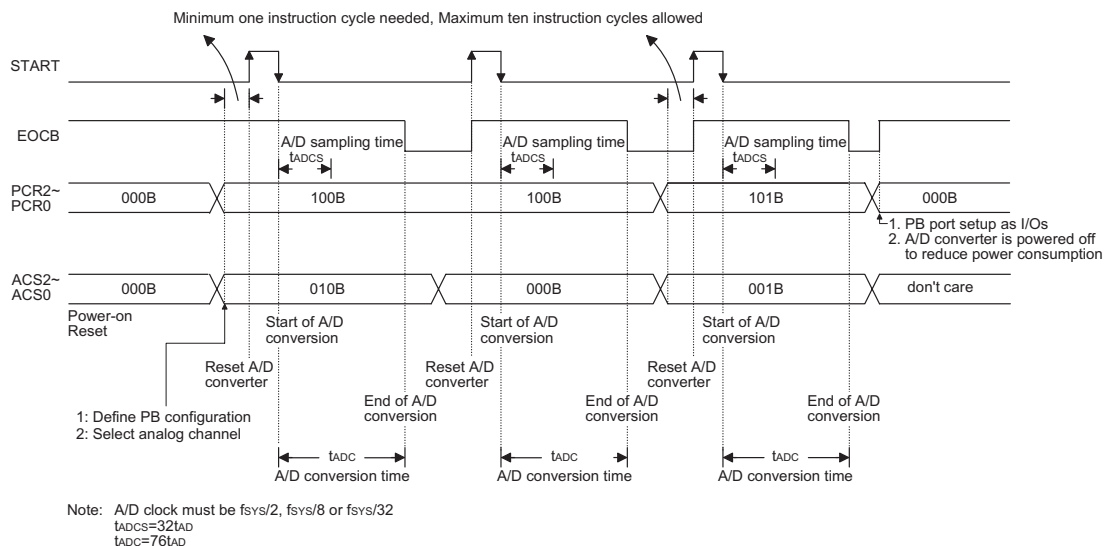 Minimum one instruction cycle needed, Maximum ten instruction cycles allowed
START
EOCB
A/D sampling time
tADCS
A/D sampling time
tADCS
A/D sampling time
tADCS
PCR2~
PCR0
000B
100B
100B
101B
000B
1. PB port setup as I/Os
2. A/D converter is powered off
to reduce power consumption
ACS2~
ACS0
000B
010B
000B
001B
don't care
Power-on
Reset
Start of A/D
conversion
Start of A/D
conversion
Start of A/D
conversion
Reset A/D
converter
Reset A/D
converter
Reset A/D
converter
End of A/D
conversion
End of A/D
conversion
End of A/D
conversion
1: Define PB configuration
2: Select analog channel
tADC
A/D conversion time
tADC
A/D conversion time
tADC
A/D conversion time
Note: A/D clock must be fSYS/2, fSYS/8 or fSYS/32
tADCS=32tAD
tADC=76tAD